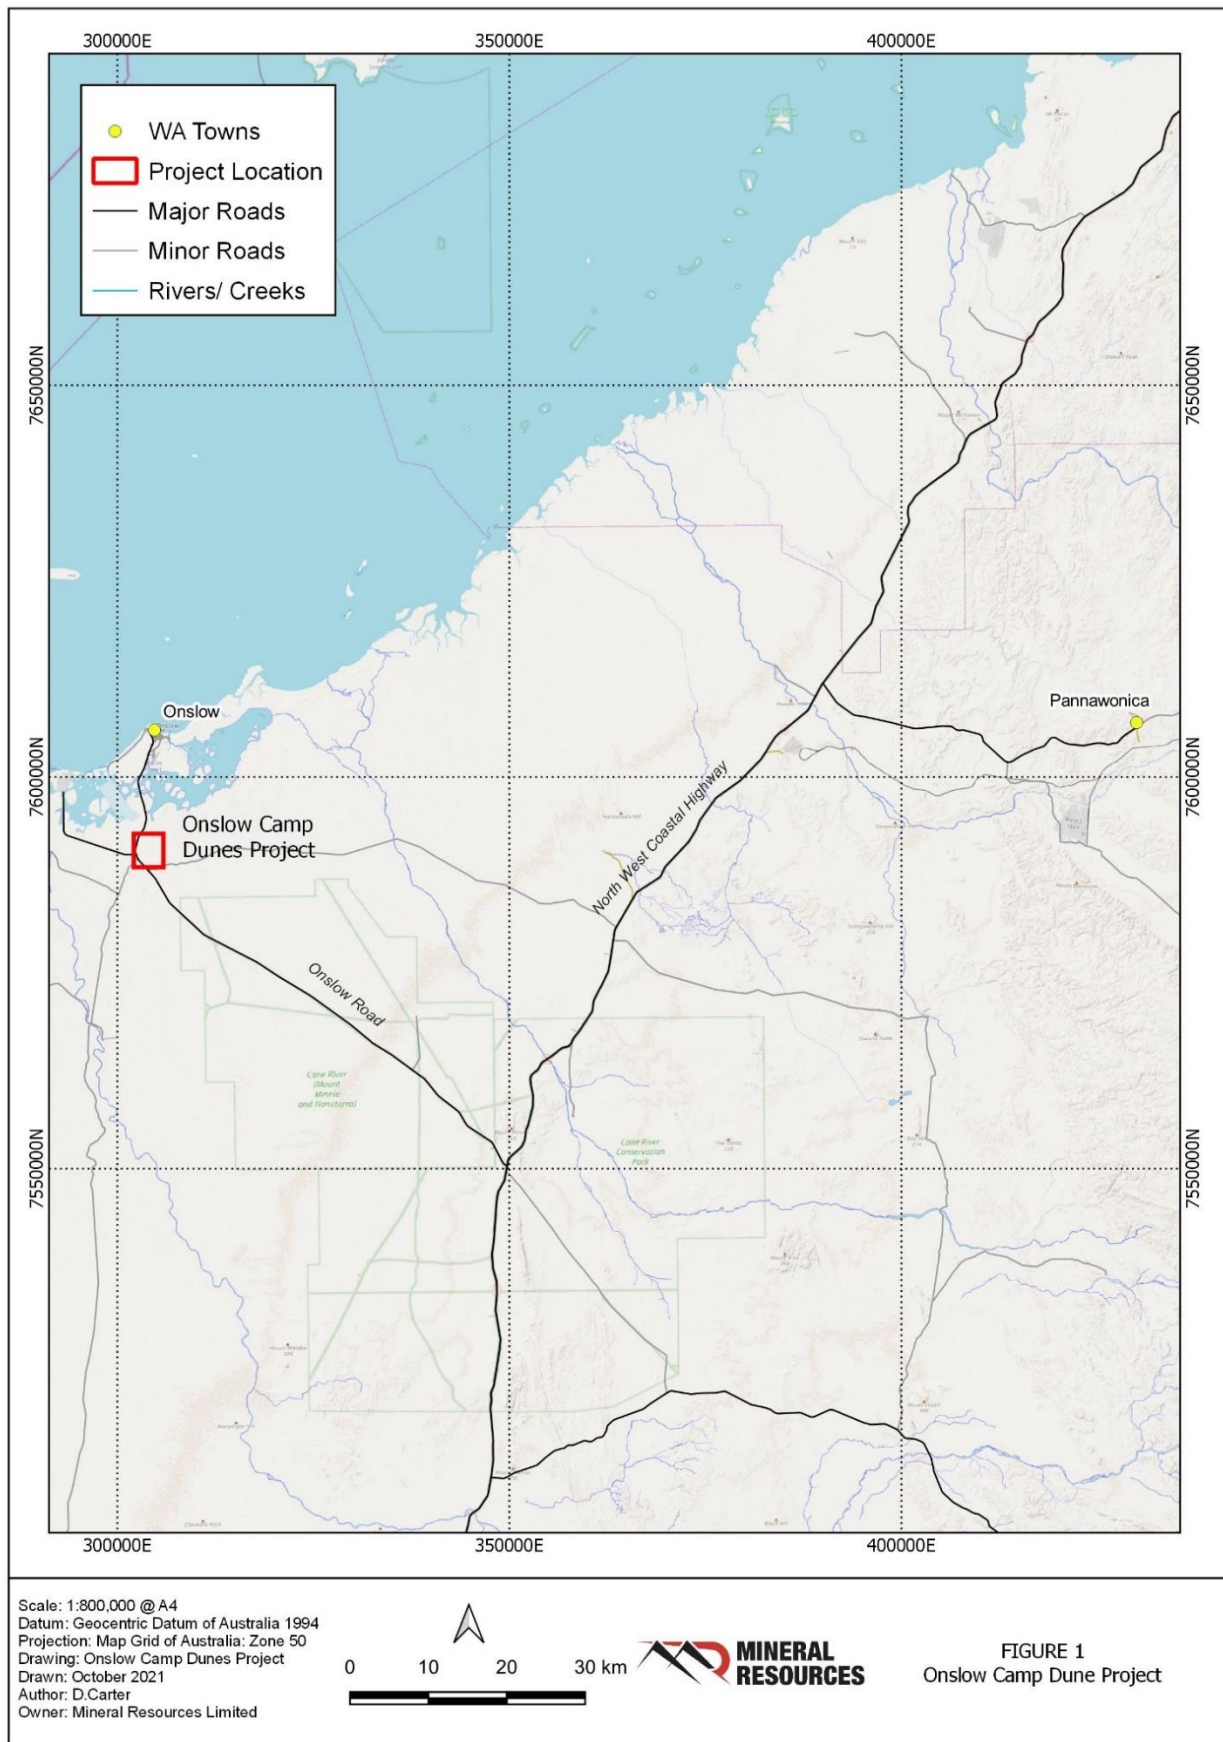 300000E
350000E
400000E
WA Towns
Project Location
Major Roads
Minor Roads
Rivers/ Creeks
7650000N
7650000N
Onslow
Pannawonica
7600000N
7600000N
Onslow Camp
Dunes Project
North West Coastal Highway
Onslow Road
Cane River
(Mount
Minnie
and Nanutarra)
Cane River
Conservation
Park
7550000N
7550000N
300000E
350000E
400000E
Scale: 1:800,000 @ A4
Datum: Geocentric Datum of Australia 1994
Projection: Map Grid of Australia: Zone 50
Drawing: Onslow Camp Dunes Project
Drawn: October 2021
Author: D.Carter
Owner: Mineral Resources Limited
0 10 20 30 km
MINERAL
RESOURCES
FIGURE 1
Onslow Camp Dune Project